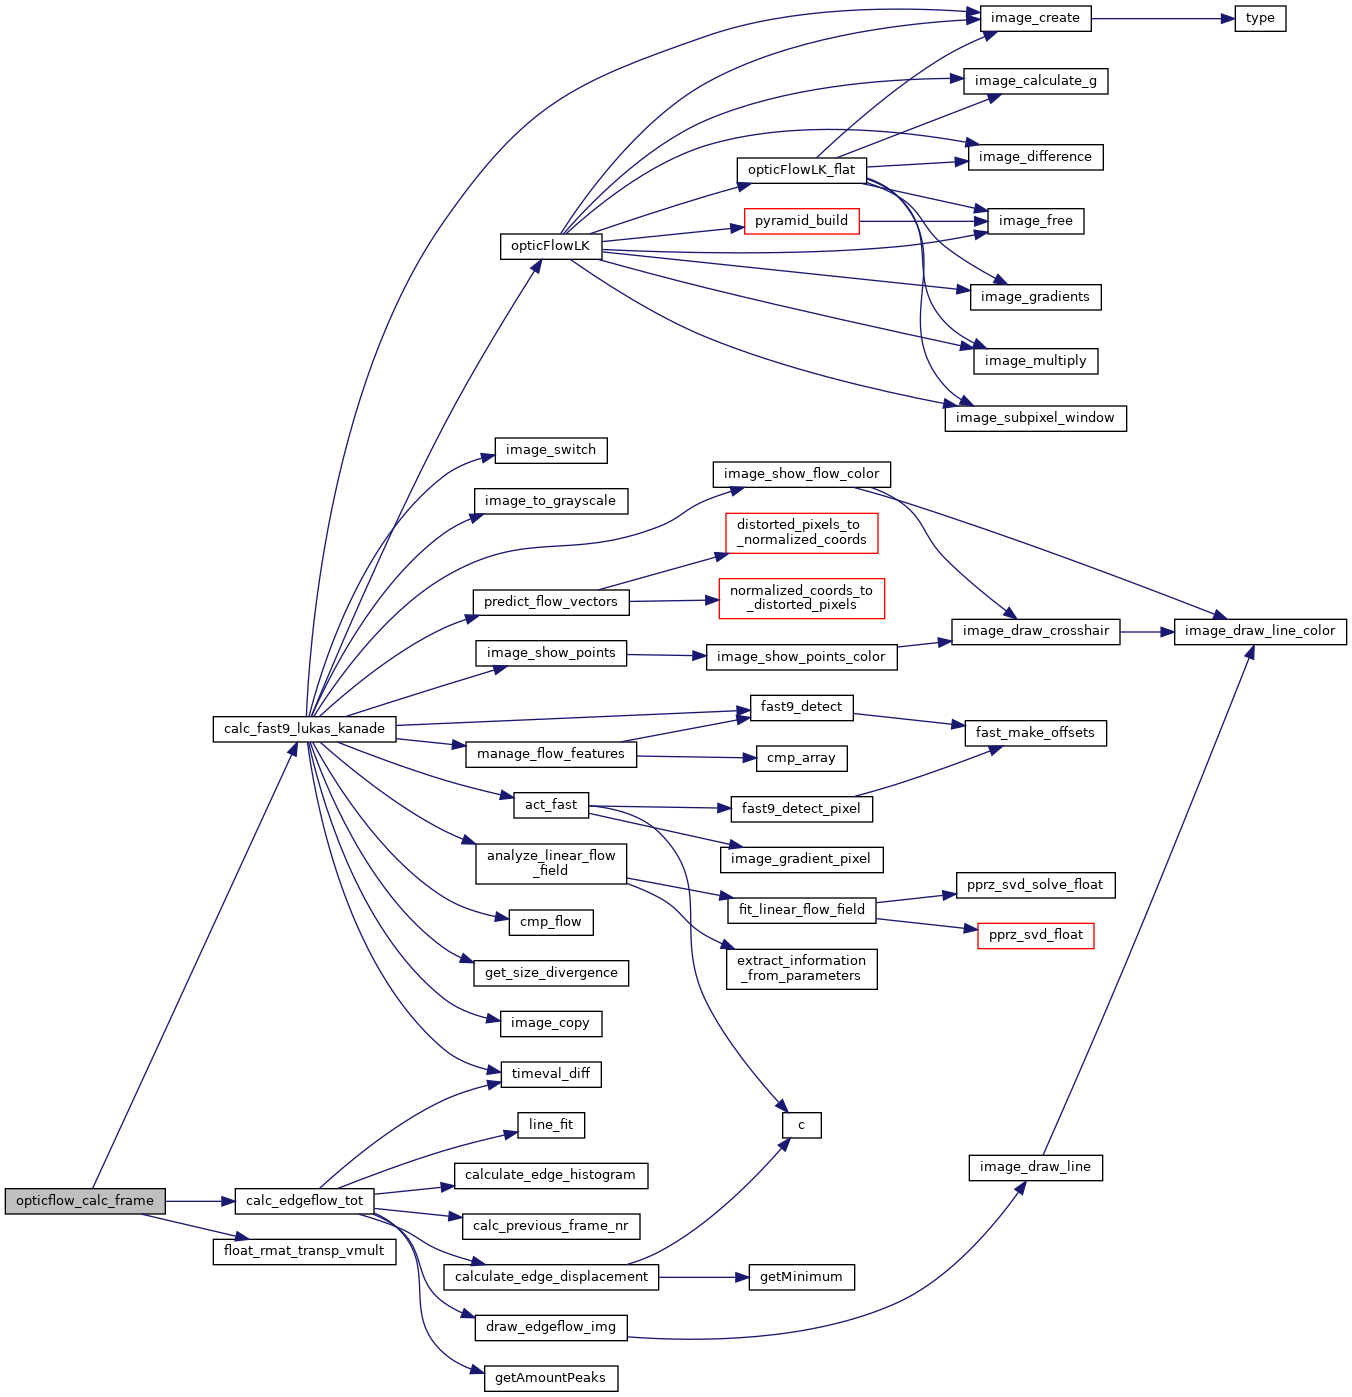 image_create
type
image_calculate_g
image_difference
opticFlowLK_flat
pyramid_build
image_free
opticFlowLK
image_gradients
image_multiply
image_subpixel_window
image_switch
image_show_flow_color
image_to_grayscale
distorted_pixels_to
_normalized_coords
predict_flow_vectors
normalized_coords_to
_distorted_pixels
image_draw_crosshair
image_draw_line_color
image_show_points
image_show_points_color
calc_fast9_lukas_kanade
fast9_detect
fast_make_offsets
manage_flow_features
cmp_array
act_fast
fast9_detect_pixel
analyze_linear_flow
_field
image_gradient_pixel
pprz_svd_solve_float
fit_linear_flow_field
cmp_flow
pprz_svd_float
extract_information
_from_parameters
get_size_divergence
image_copy
timeval_diff
line_fit
c
calculate_edge_histogram
image_draw_line
opticflow_calc_frame
calc_edgeflow_tot
calc_previous_frame_nr
float_rmat_transp_vmult
calculate_edge_displacement
getMinimum
draw_edgeflow_img
getAmountPeaks